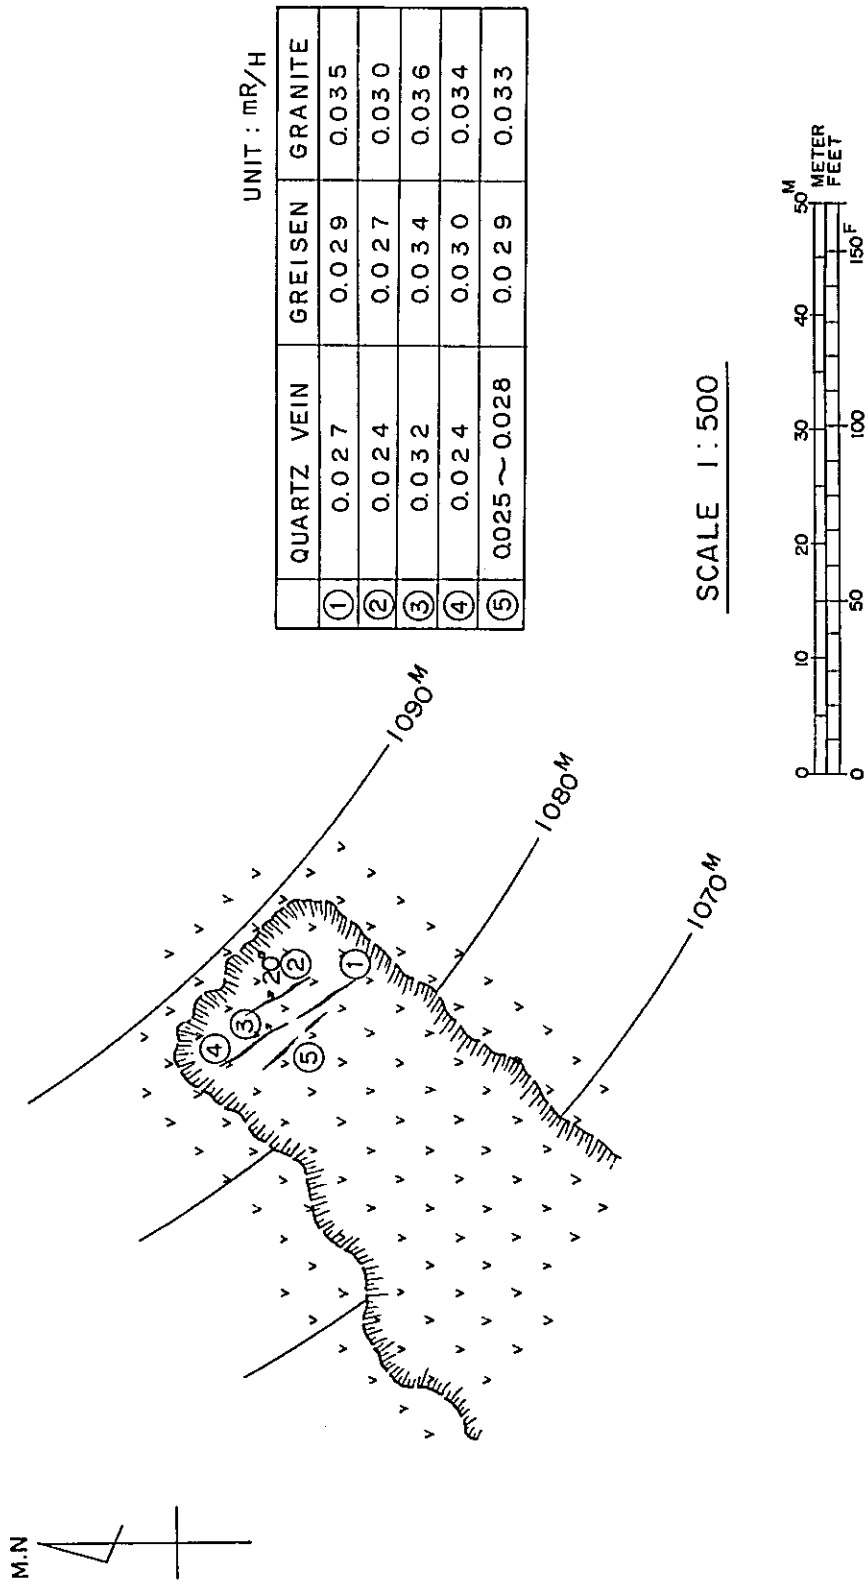 M.N
1090M
1080M
1070M
20°
①
②
③
④
⑤
UNIT : mR/H
QUARTZ VEIN GREISEN GRANITE
① 0.027 0.029 0.035
② 0.024 0.027 0.030
③ 0.032 0.034 0.036
④ 0.024 0.030 0.034
⑤ 0.025~0.028 0.029 0.033
SCALE 1:500
0 10 20 30 40 50 M
METER
FEET
0 50 100 150 F